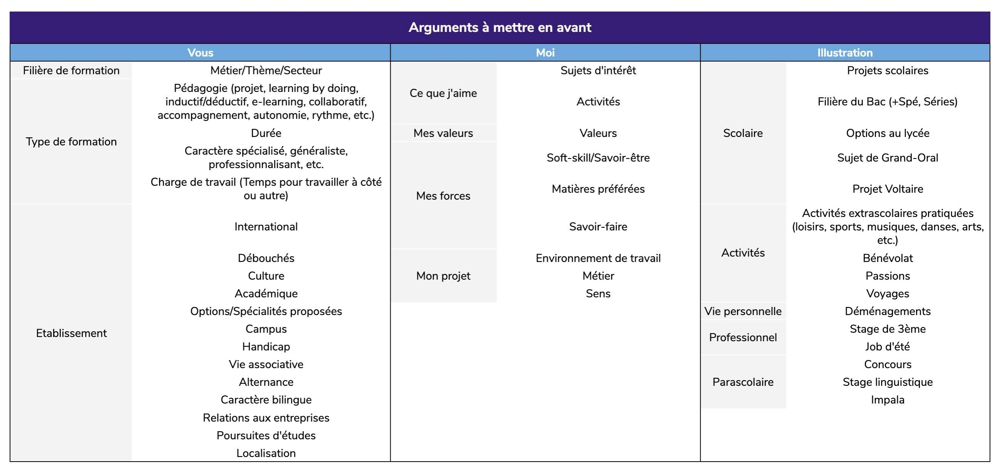 Arguments à mettre en avant
Vous
Moi
Illustration
Filière de formation
Métier/Thème/Secteur
Type de formation
Pédagogie (projet, learning by doing,
inductif/déductif, e-learning, collaboratif,
accompagnement, autonomie, rythme, etc.)
Durée
Caractère spécialisé, généraliste,
professionnalisant, etc.
Charge de travail (Temps pour travailler à côté
ou autre)
Etablissement
International
Débouchés
Culture
Académique
Options/Spécialités proposées
Campus
Handicap
Vie associative
Alternance
Caractère bilingue
Relations aux entreprises
Poursuites d'études
Localisation
Ce que j'aime
Sujets d'intérêt
Activités
Mes valeurs
Valeurs
Mes forces
Soft-skill/Savoir-être
Matières préférées
Savoir-faire
Mon projet
Environnement de travail
Métier
Sens
Scolaire
Projets scolaires
Filière du Bac (+Spé, Séries)
Options au lycée
Sujet de Grand-Oral
Projet Voltaire
Activités
Activités extrascolaires pratiquées
(loisirs, sports, musiques, danses, arts,
etc.)
Bénévolat
Passions
Voyages
Vie personnelle
Déménagements
Professionnel
Stage de 3ème
Job d'été
Parascolaire
Concours
Stage linguistique
Impala